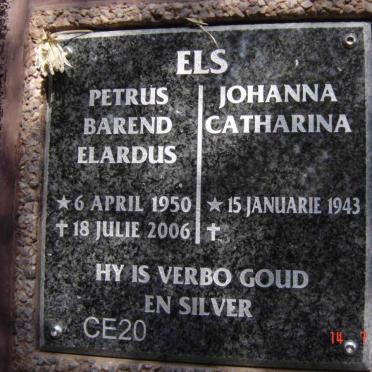 ELS
PETRUS
BAREND
ELARDUS
★ 6 APRIL 1950
✝ 18 JULIE 2006
JOHANNA
CATHARINA
★ 15 JANUARIE 1943
✝
HY IS VERBO GOUD
EN SILVER
CE20
14